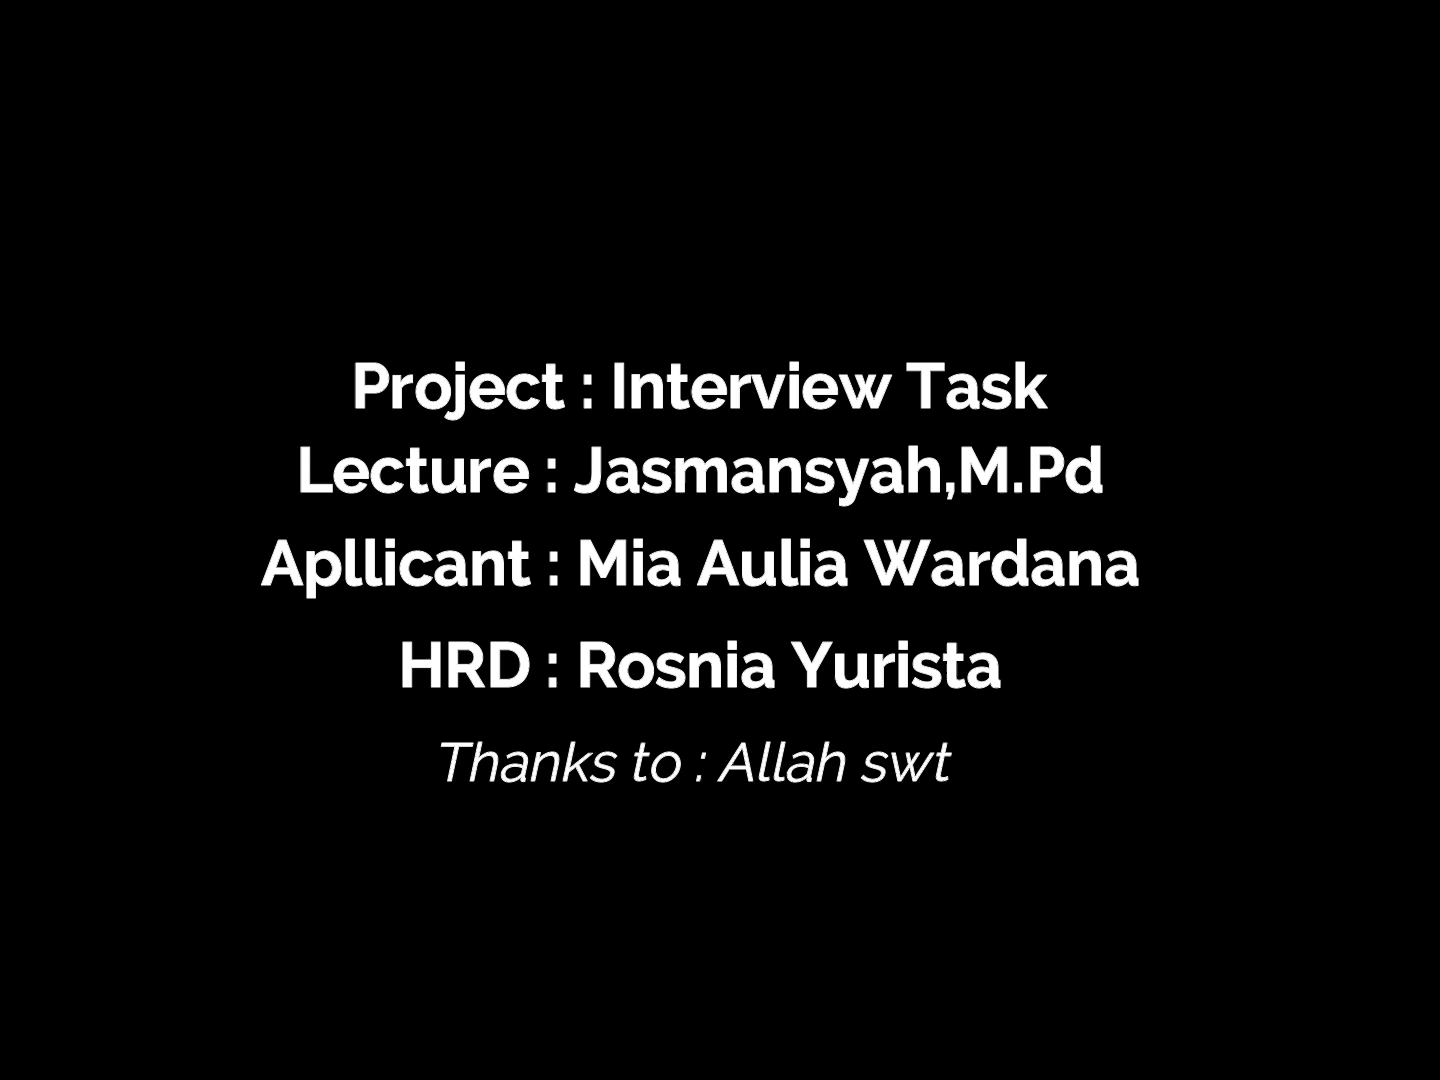 Project : Interview Task
Lecture : Jasmansyah,M.Pd
Apllicant : Mia Aulia Wardana
HRD : Rosnia Yurista
Thanks to : Allah swt